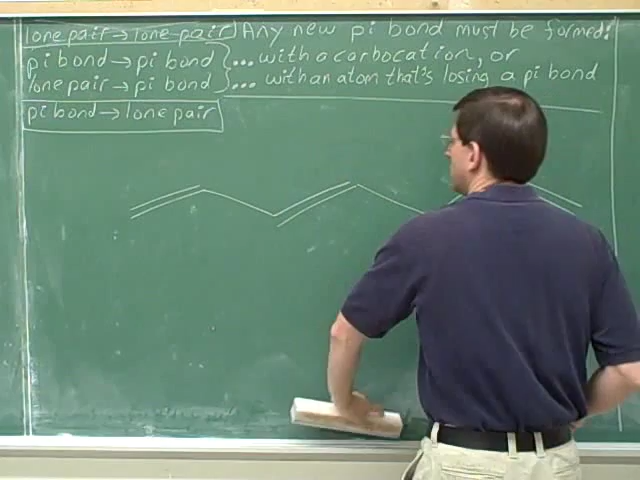 lone pair → lone pair Any new pi bond must be formed:
pi bond → pi bond ... with a carbocation, or
lone pair → pi bond ... with an atom that's losing a pi bond
pi bond → lone pair